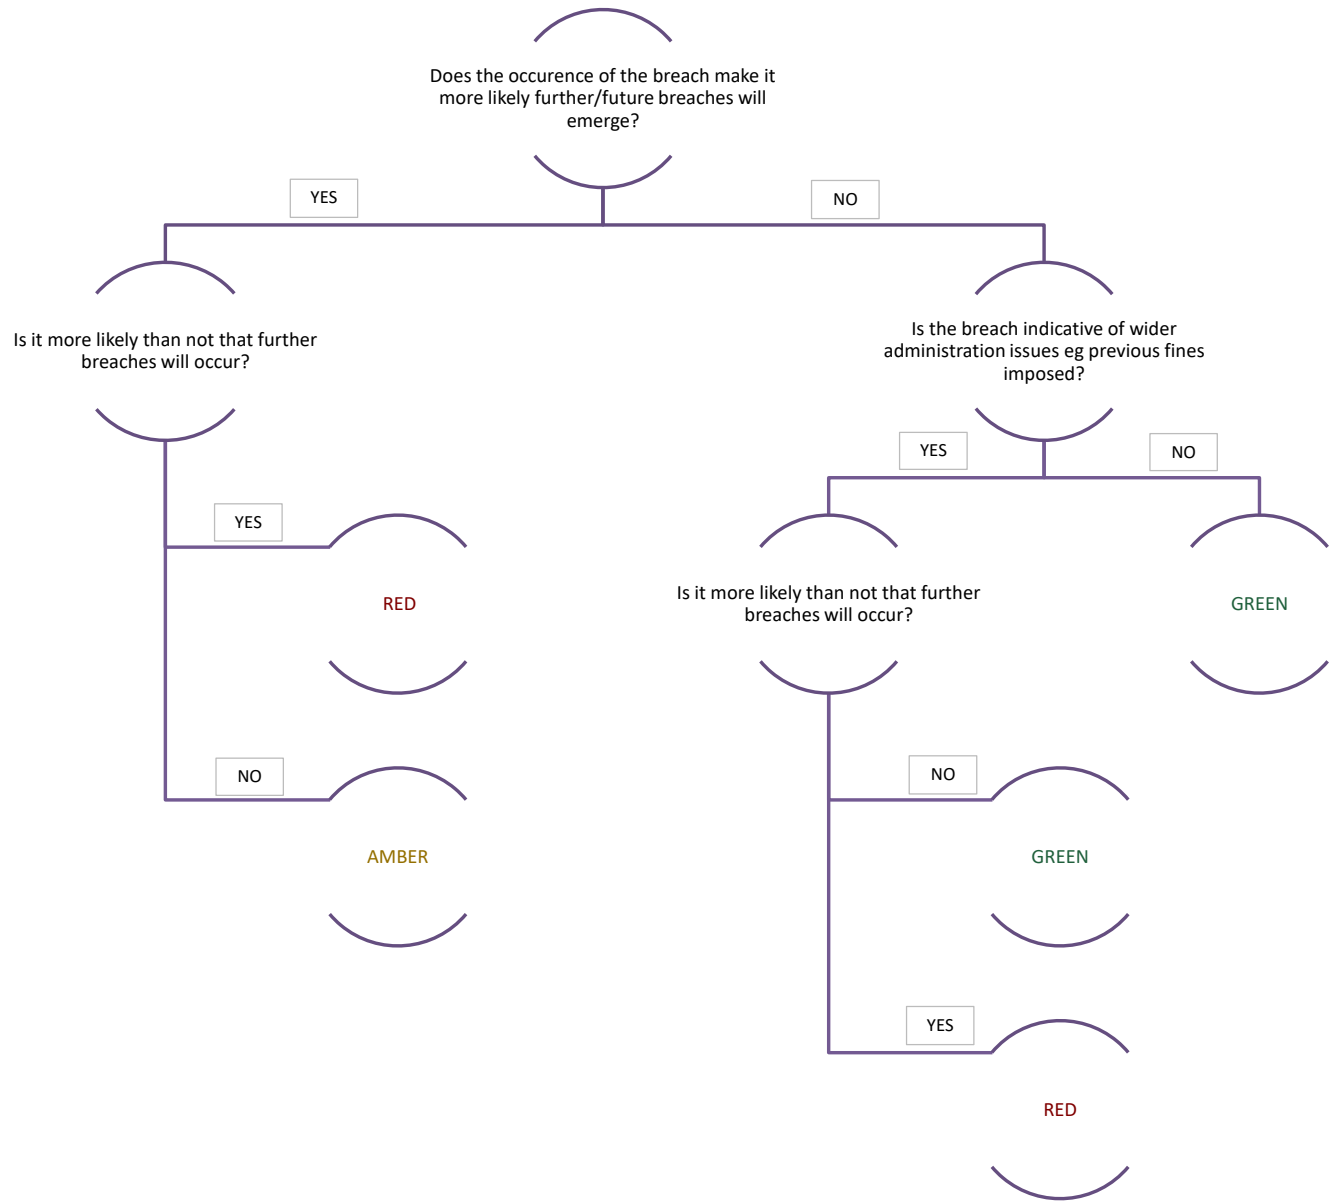 Does the occurence of the breach make it
more likely further/future breaches will
emerge?
YES
NO
Is it more likely than not that further
breaches will occur?
Is the breach indicative of wider
administration issues eg previous fines
imposed?
YES
NO
YES
RED
Is it more likely than not that further
breaches will occur?
GREEN
NO
AMBER
NO
GREEN
YES
RED